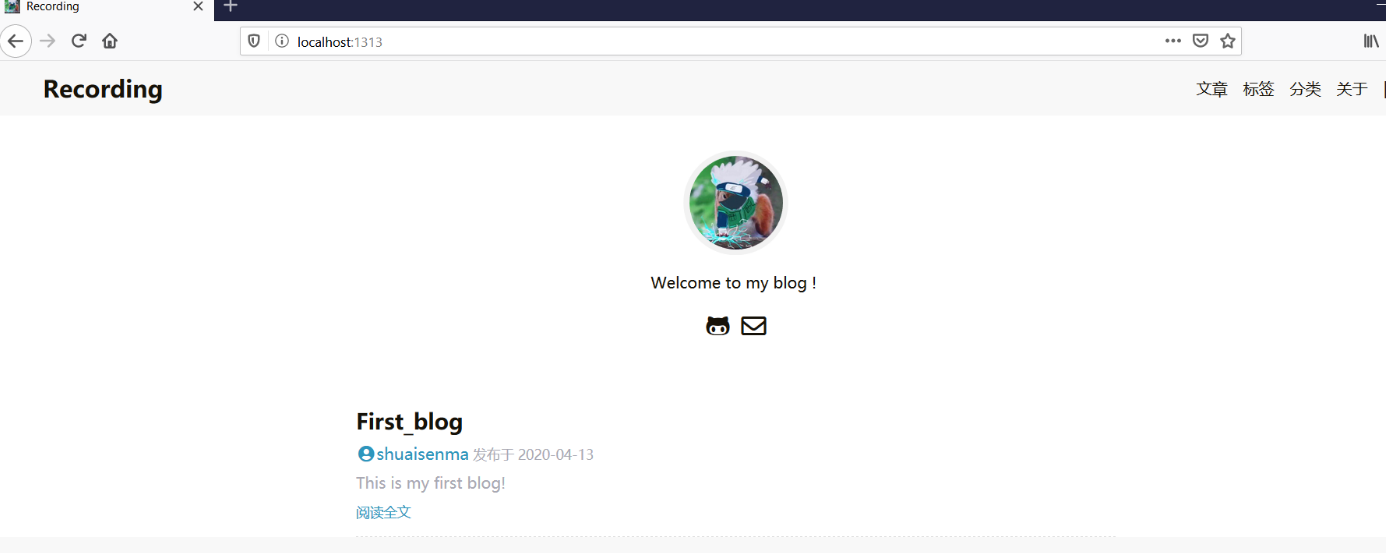 Recording
localhost:1313
Recording
文章 标签 分类 关于
Welcome to my blog !
First_blog
shuaisenma 发布于 2020-04-13
This is my first blog!
阅读全文